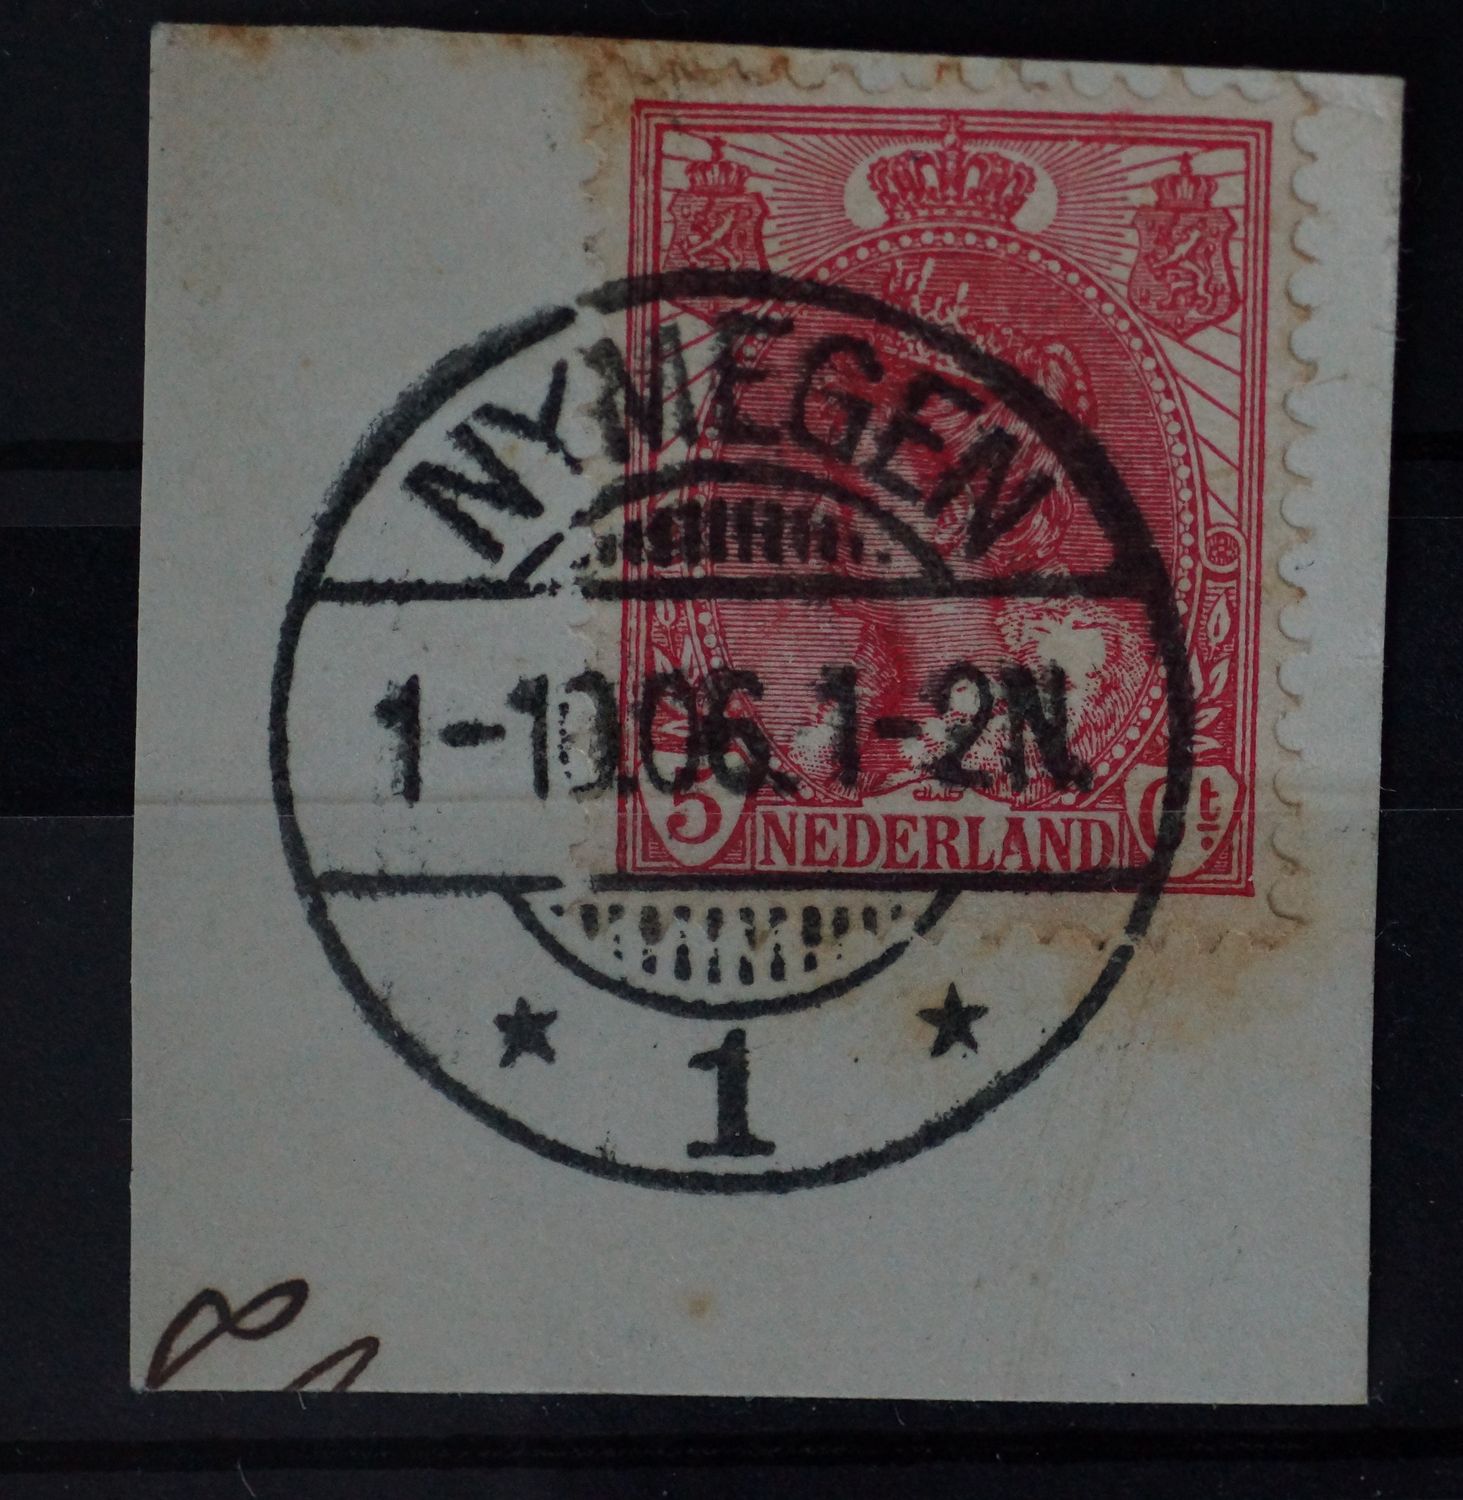 NYMEGEN
1-10.06.1-2N
5 NEDERLAND Ct
1